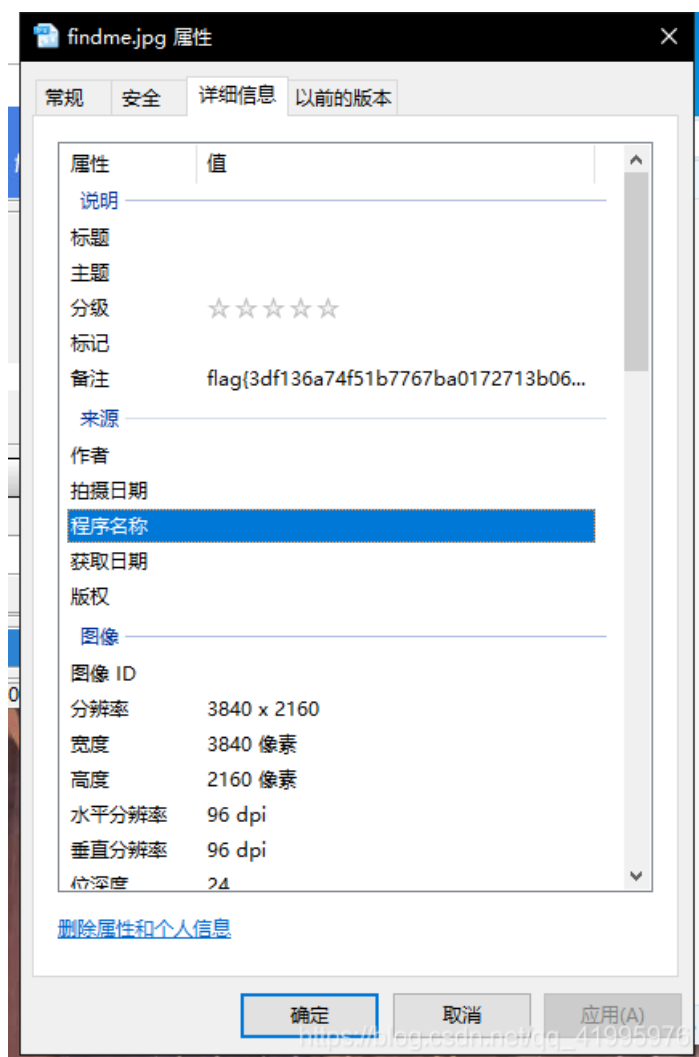 findme.jpg 属性
常规 安全 详细信息 以前的版本
属性 值
说明
标题
主题
分级 ☆☆☆☆☆
标记
备注 flag{3df136a74f51b7767ba0172713b06...
来源
作者
拍摄日期
程序名称
获取日期
版权
图像
图像 ID
分辨率 3840 x 2160
宽度 3840 像素
高度 2160 像素
水平分辨率 96 dpi
垂直分辨率 96 dpi
位深度 24
删除属性和个人信息
确定 取消 应用(A)
https://blog.csdn.net/qq_41995976